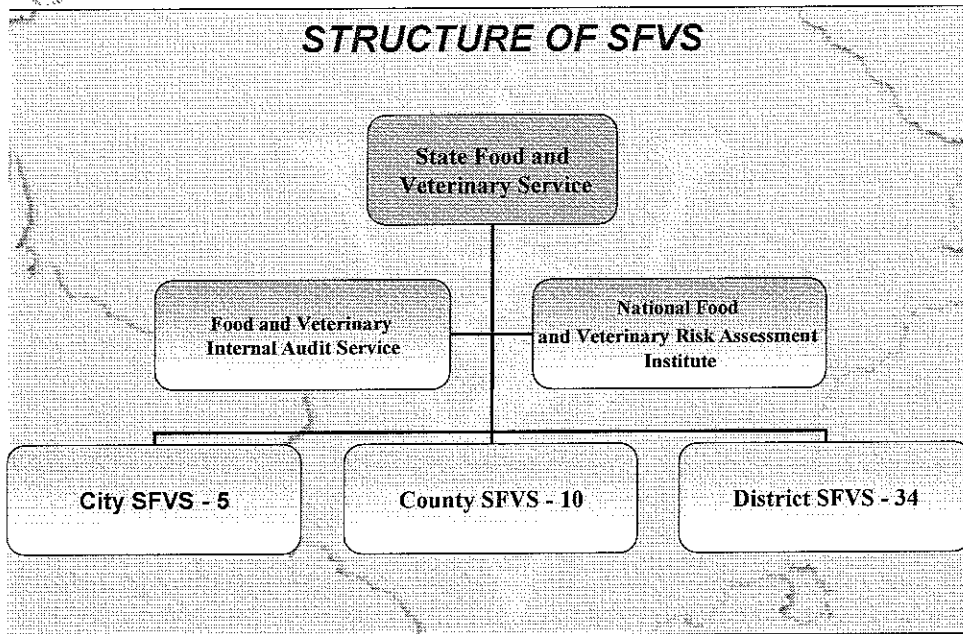 STRUCTURE OF SFVS
State Food and
Veterinary Service
Food and Veterinary
Internal Audit Service
National Food
and Veterinary Risk Assessment
Institute
City SFVS - 5
County SFVS - 10
District SFVS - 34